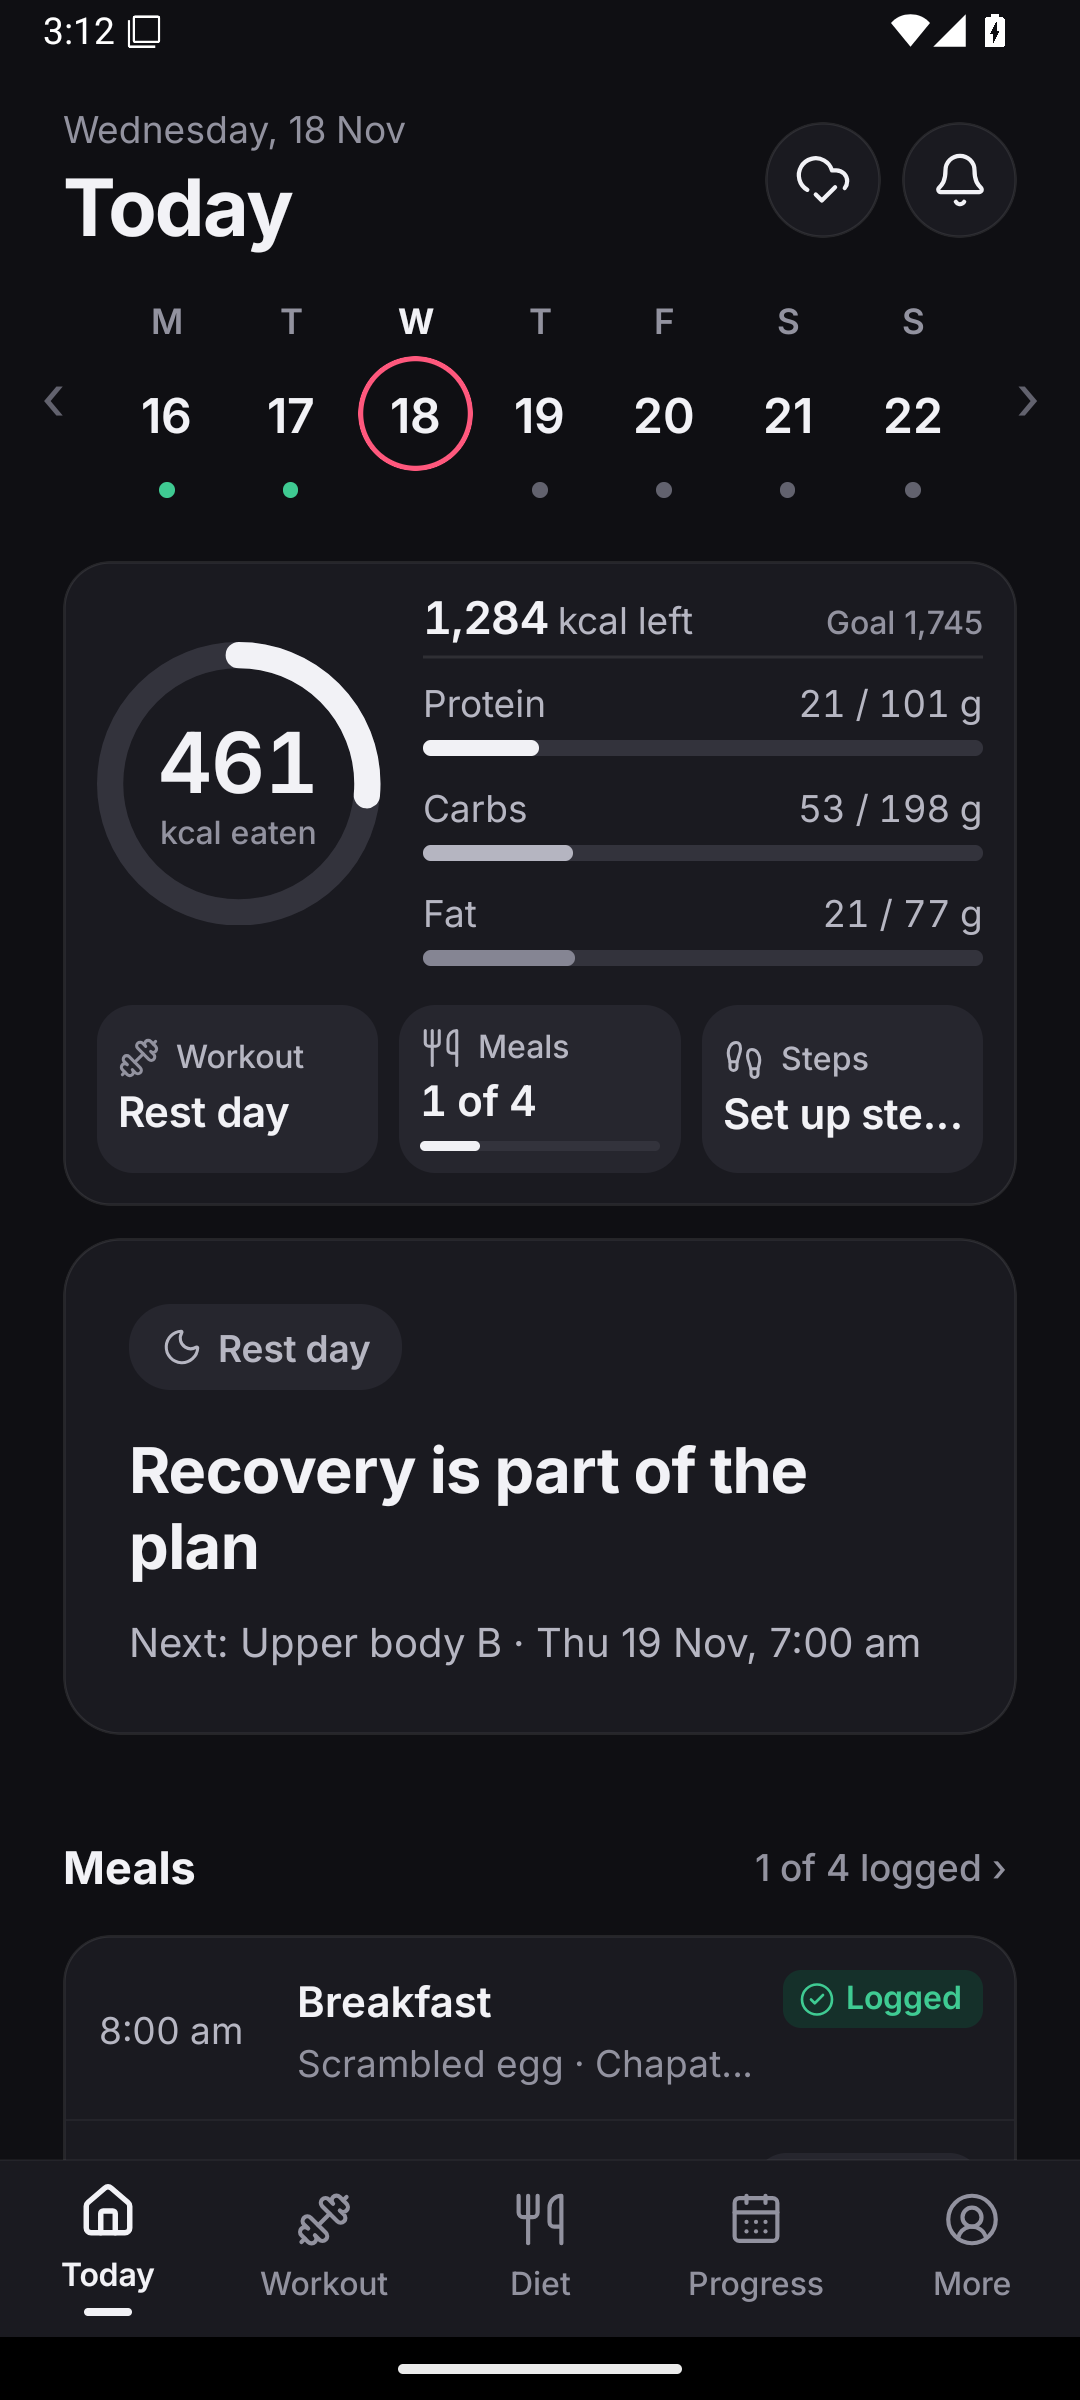 3:12
Wednesday, 18 Nov
Today
M T W T F S S
‹ 16 17 18 19 20 21 22 ›
1,284 kcal left Goal 1,745
461
kcal eaten
Protein 21 / 101 g
Carbs 53 / 198 g
Fat 21 / 77 g
Workout
Rest day
Meals
1 of 4
Steps
Set up ste...
Rest day
Recovery is part of the
plan
Next: Upper body B · Thu 19 Nov, 7:00 am
Meals 1 of 4 logged ›
8:00 am
Breakfast Logged
Scrambled egg · Chapat...
Today Workout Diet Progress More